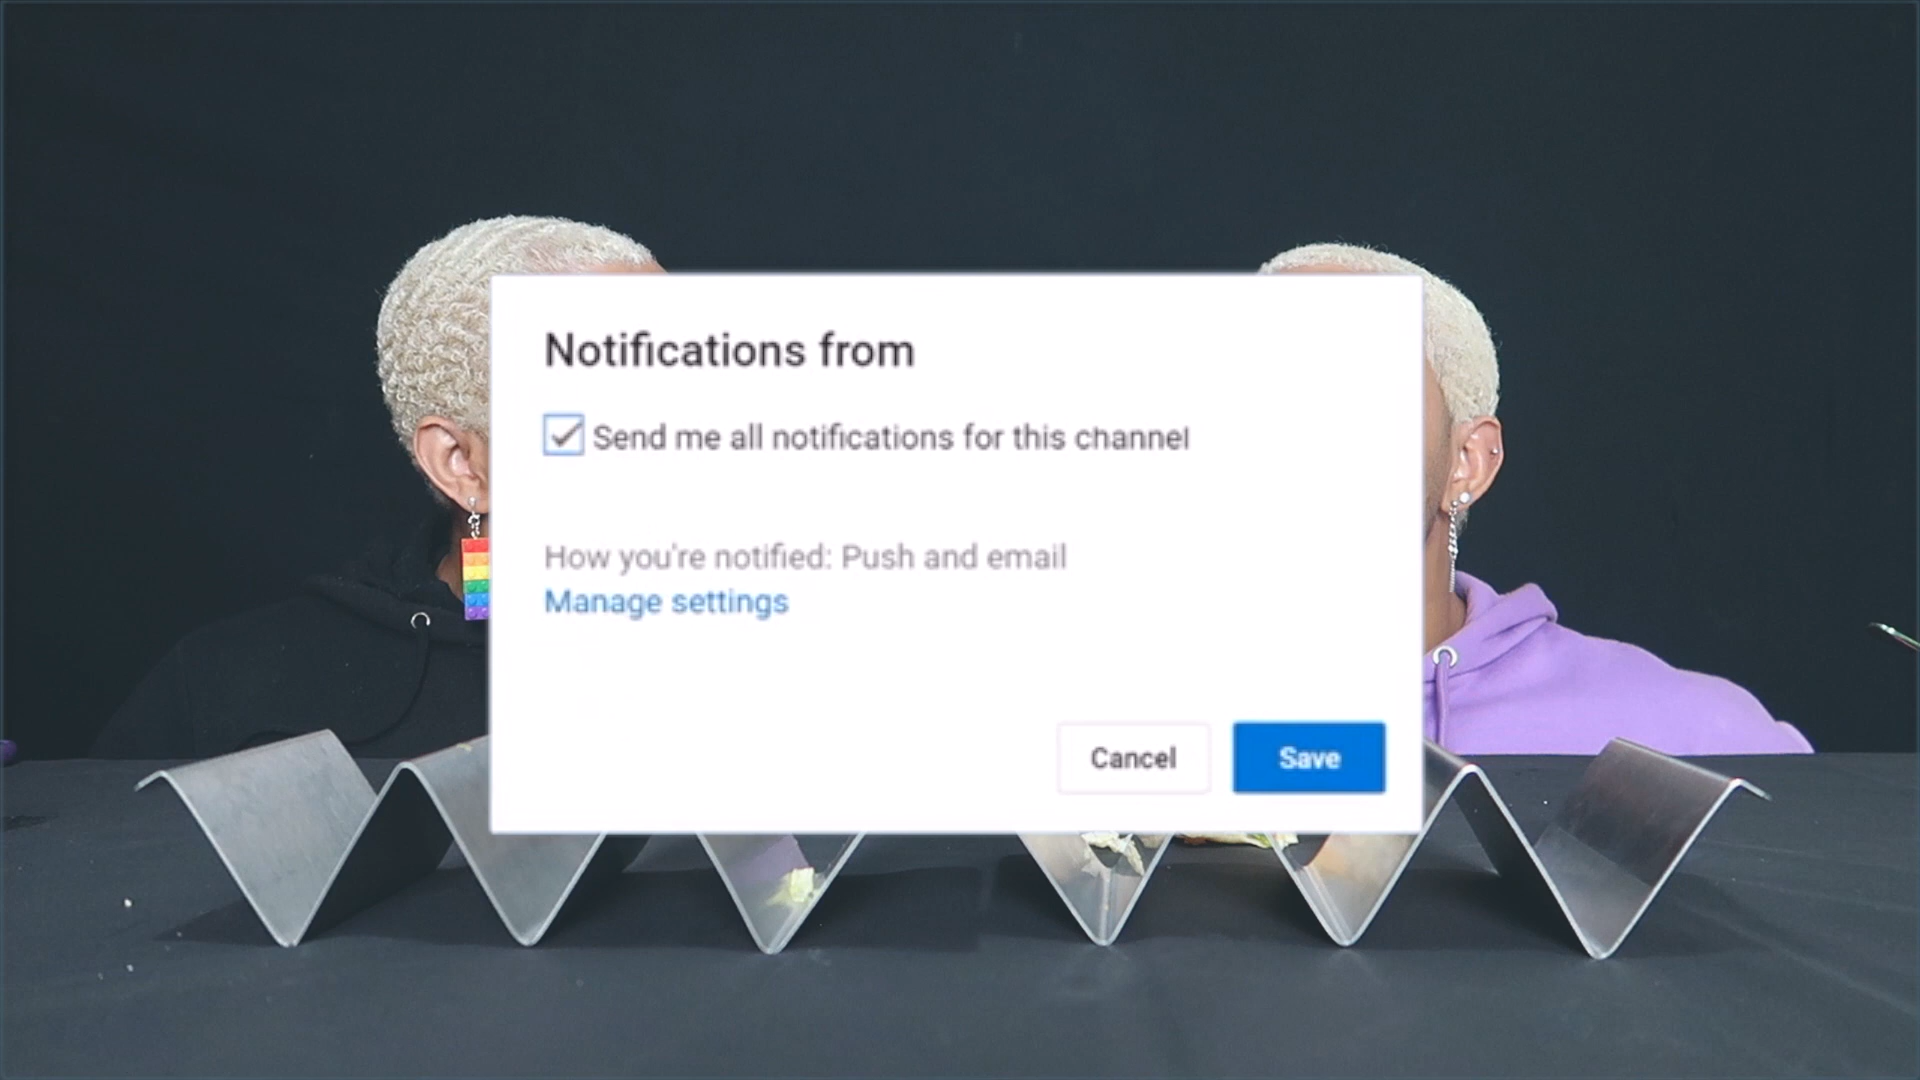 Notifications from
Send me all notifications for this channel
How you're notified: Push and email
Manage settings
Cancel
Save